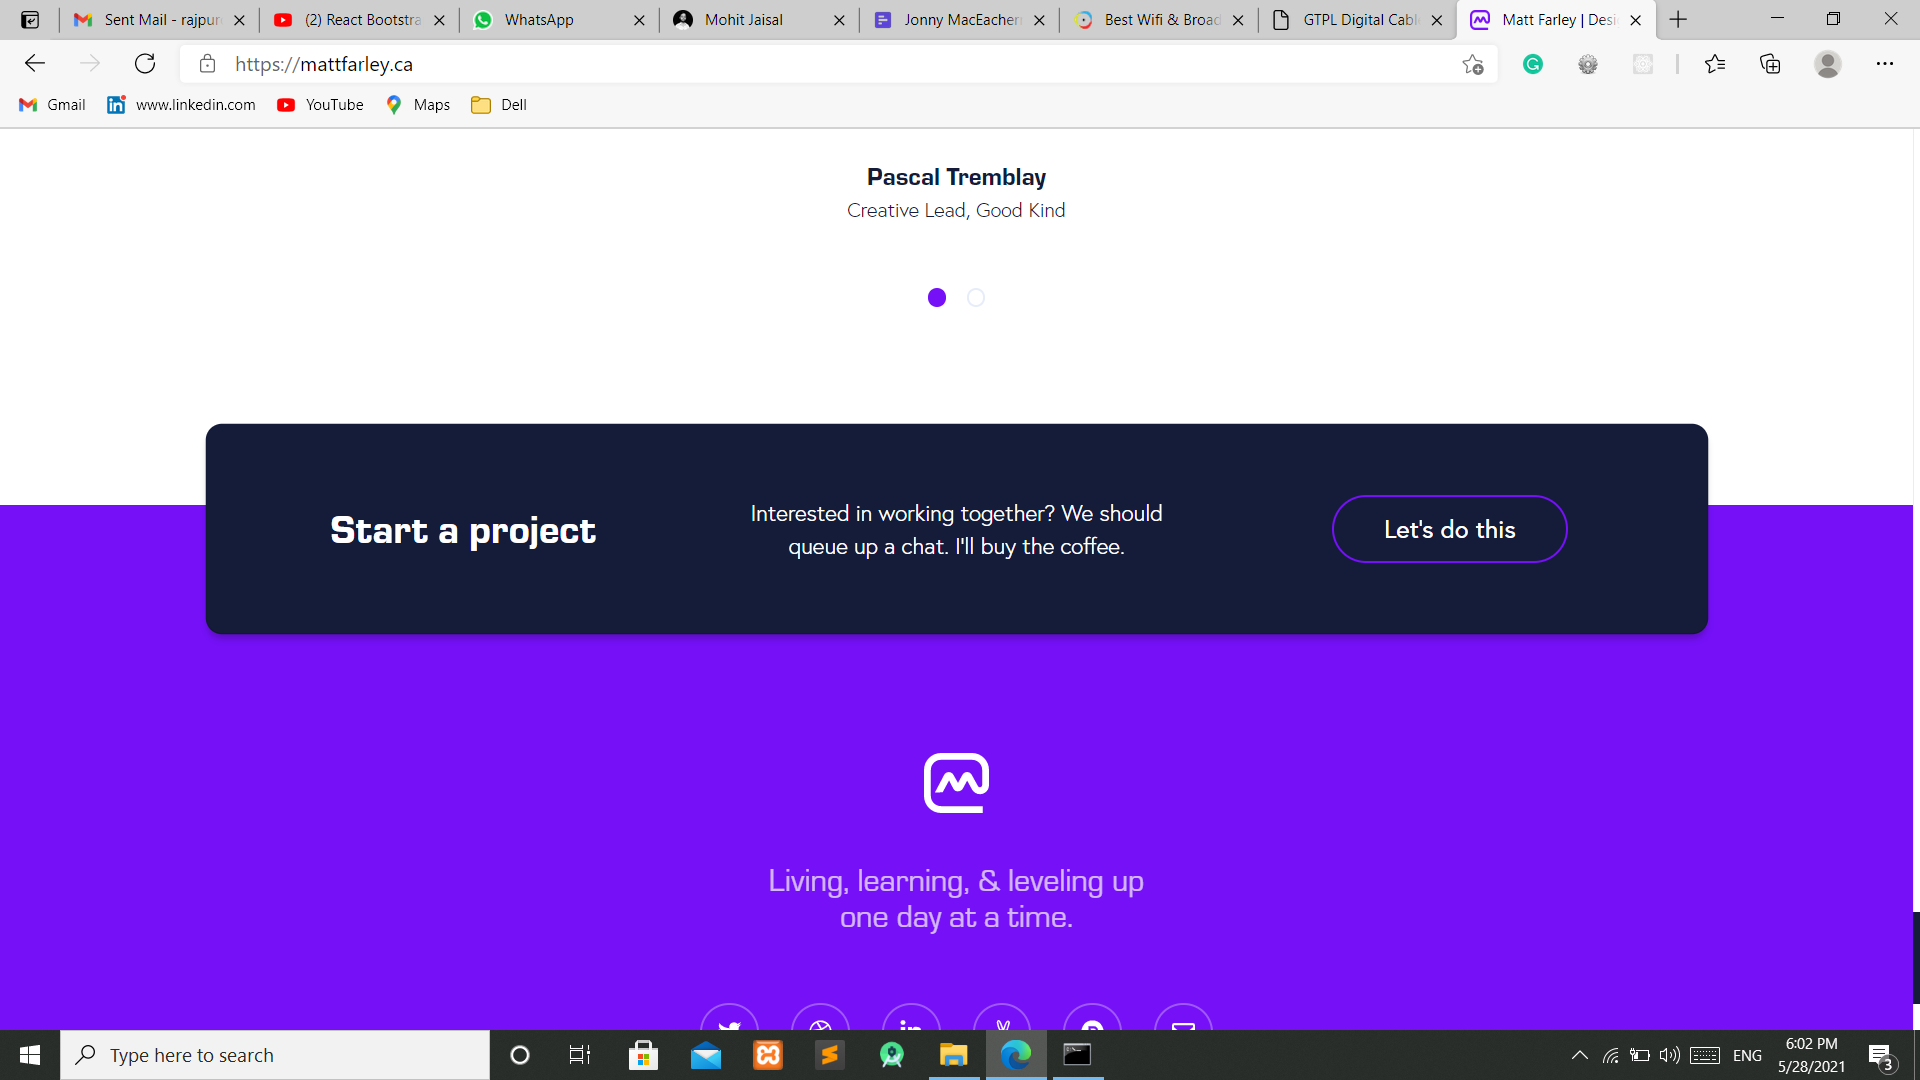 Sent Mail - rajpur
(2) React Bootstra
WhatsApp
Mohit Jaisal
Jonny MacEacher
Best Wifi & Broad
GTPL Digital Cabl
Matt Farley | Desi
https://mattfarley.ca
Gmail
www.linkedin.com
YouTube
Maps
Dell
Pascal Tremblay
Creative Lead, Good Kind
Start a project
Interested in working together? We should
queue up a chat. I'll buy the coffee.
Let's do this
Living, learning, & leveling up
one day at a time.
Type here to search
ENG
6:02 PM
5/28/2021
3